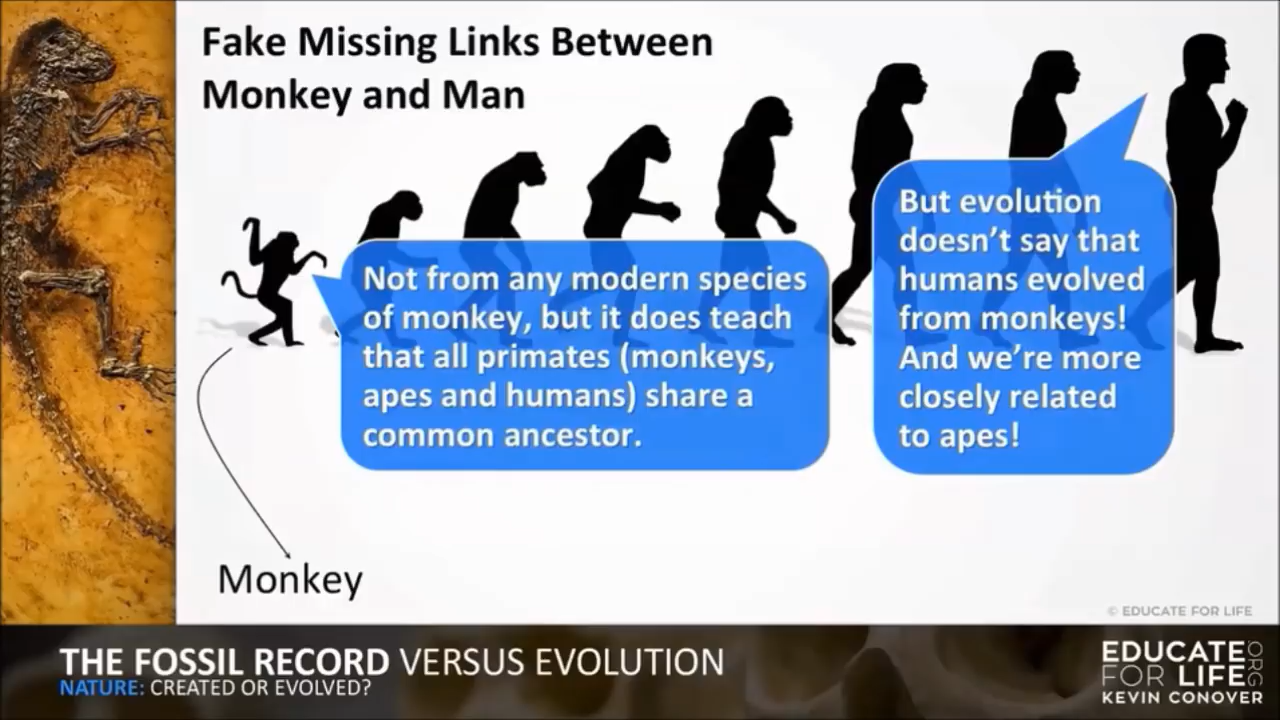 Fake Missing Links Between
Monkey and Man
Not from any modern species
of monkey, but it does teach
that all primates (monkeys,
apes and humans) share a
common ancestor.
But evolution
doesn't say that
humans evolved
from monkeys!
And we're more
closely related
to apes!
Monkey
© EDUCATE FOR LIFE
THE FOSSIL RECORD VERSUS EVOLUTION
NATURE: CREATED OR EVOLVED?
EDUCATE
FOR LIFE.ORG
KEVIN CONOVER